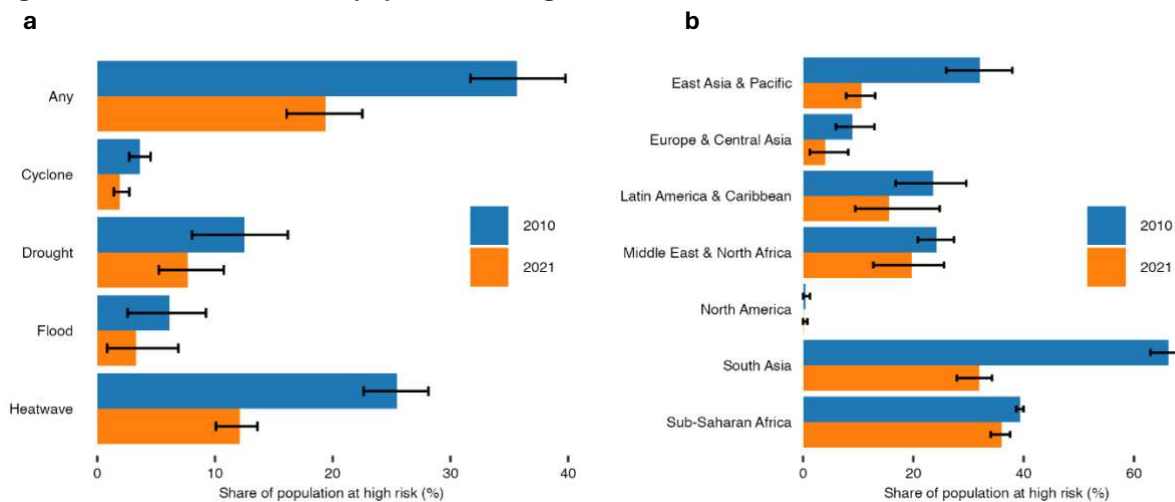 a
Any
Cyclone
Drought
Flood
Heatwave
2010
2021
0 10 20 30 40
Share of population at high risk (%)
b
East Asia & Pacific
Europe & Central Asia
Latin America & Caribbean
Middle East & North Africa
North America
South Asia
Sub-Saharan Africa
2010
2021
0 20 40 60
Share of population at high risk (%)